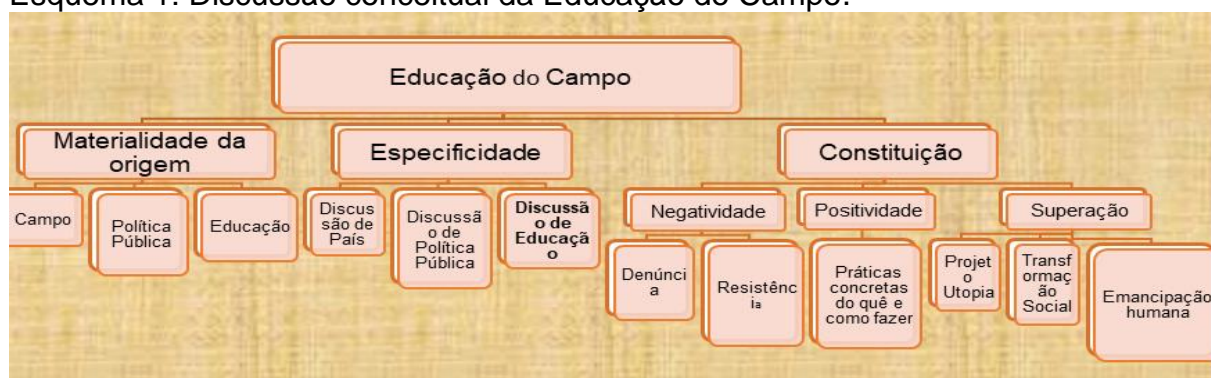 Esquema 1: Discussão conceitual da Educação do Campo.
Educação do Campo
Materialidade da
origem
Especificidade
Constituição
Campo
Política
Pública
Educação
Discus
são de
País
Discussã
o de
Política
Pública
Discussã
o de
Educaçã
o
Negatividade
Positividade
Superação
Denúnci
a
Resistênc
ia
Práticas
concretas
do quê e
como fazer
Projet
o
Utopia
Transf
ormaç
ão
Social
Emancipação
humana